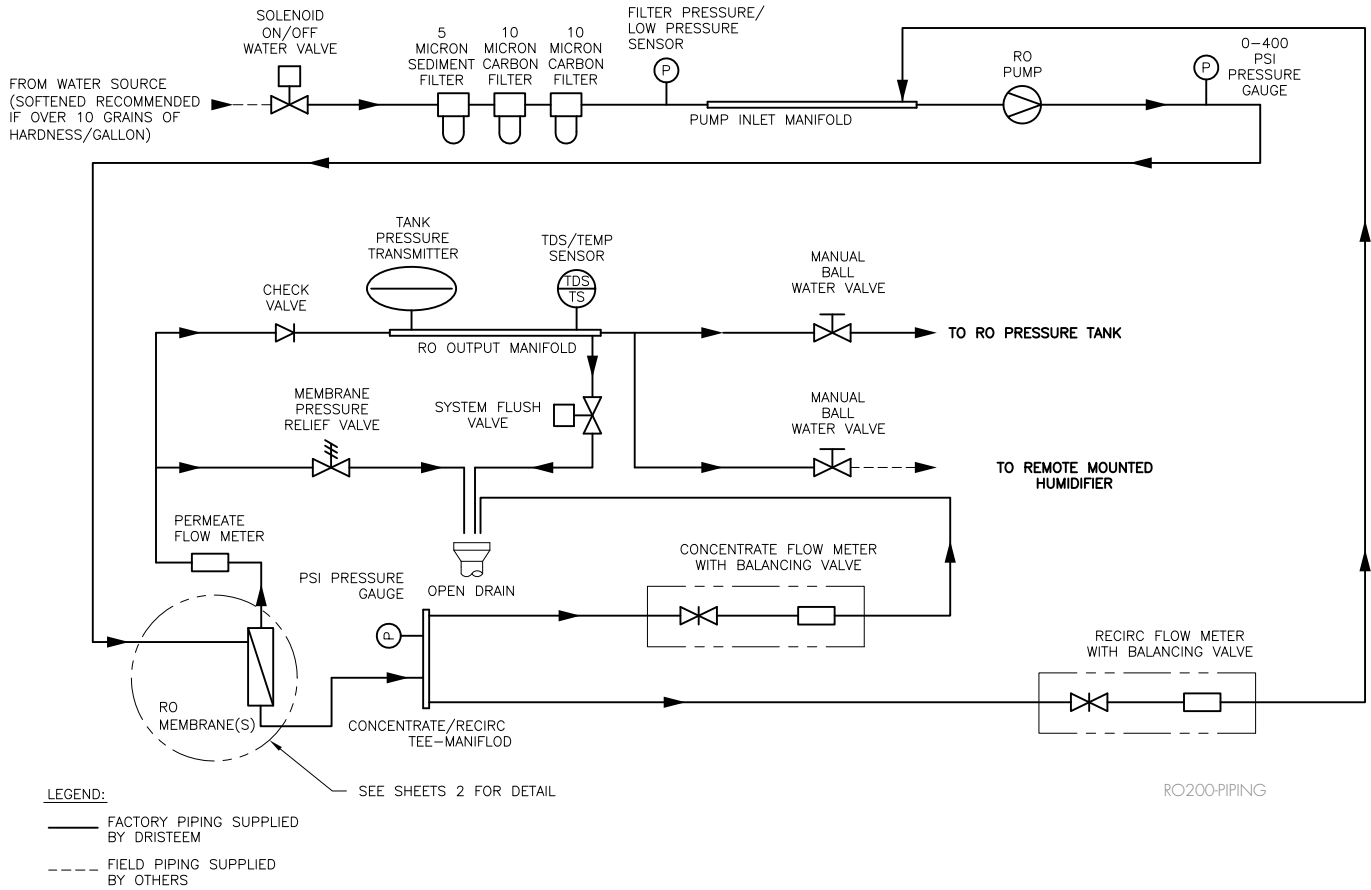 SOLENOID
ON/OFF
WATER VALVE
5
MICRON
SEDIMENT
FILTER
10
MICRON
CARBON
FILTER
10
MICRON
CARBON
FILTER
FILTER PRESSURE/
LOW PRESSURE
SENSOR
P
RO
PUMP
0-400
PSI
PRESSURE
GAUGE
P
FROM WATER SOURCE
(SOFTENED RECOMMENDED
IF OVER 10 GRAINS OF
HARDNESS/GALLON)
PUMP INLET MANIFOLD
TANK
PRESSURE
TRANSMITTER
TDS/TEMP
SENSOR
TDS
TS
MANUAL
BALL
WATER VALVE
CHECK
VALVE
TO RO PRESSURE TANK
RO OUTPUT MANIFOLD
MEMBRANE
PRESSURE
RELIEF VALVE
SYSTEM FLUSH
VALVE
MANUAL
BALL
WATER VALVE
TO REMOTE MOUNTED
HUMIDIFIER
PERMEATE
FLOW METER
OPEN DRAIN
PSI PRESSURE
GAUGE
P
CONCENTRATE FLOW METER
WITH BALANCING VALVE
RECIRC FLOW METER
WITH BALANCING VALVE
RO
MEMBRANE(S)
CONCENTRATE/RECIRC
TEE-MANIFLOD
SEE SHEETS 2 FOR DETAIL
RO200-PIPING
LEGEND:
FACTORY PIPING SUPPLIED
BY DRISTEEM
FIELD PIPING SUPPLIED
BY OTHERS